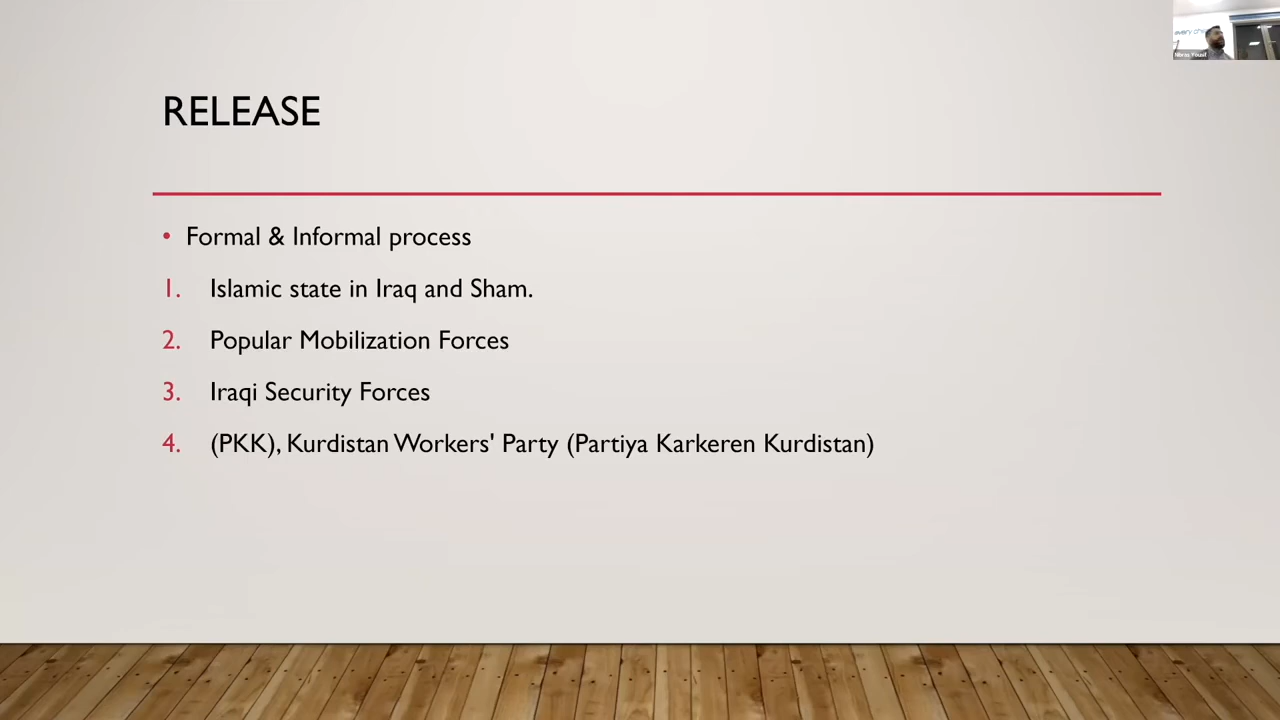 RELEASE
• Formal & Informal process
1. Islamic state in Iraq and Sham.
2. Popular Mobilization Forces
3. Iraqi Security Forces
4. (PKK), Kurdistan Workers' Party (Partiya Karkeren Kurdistan)
every